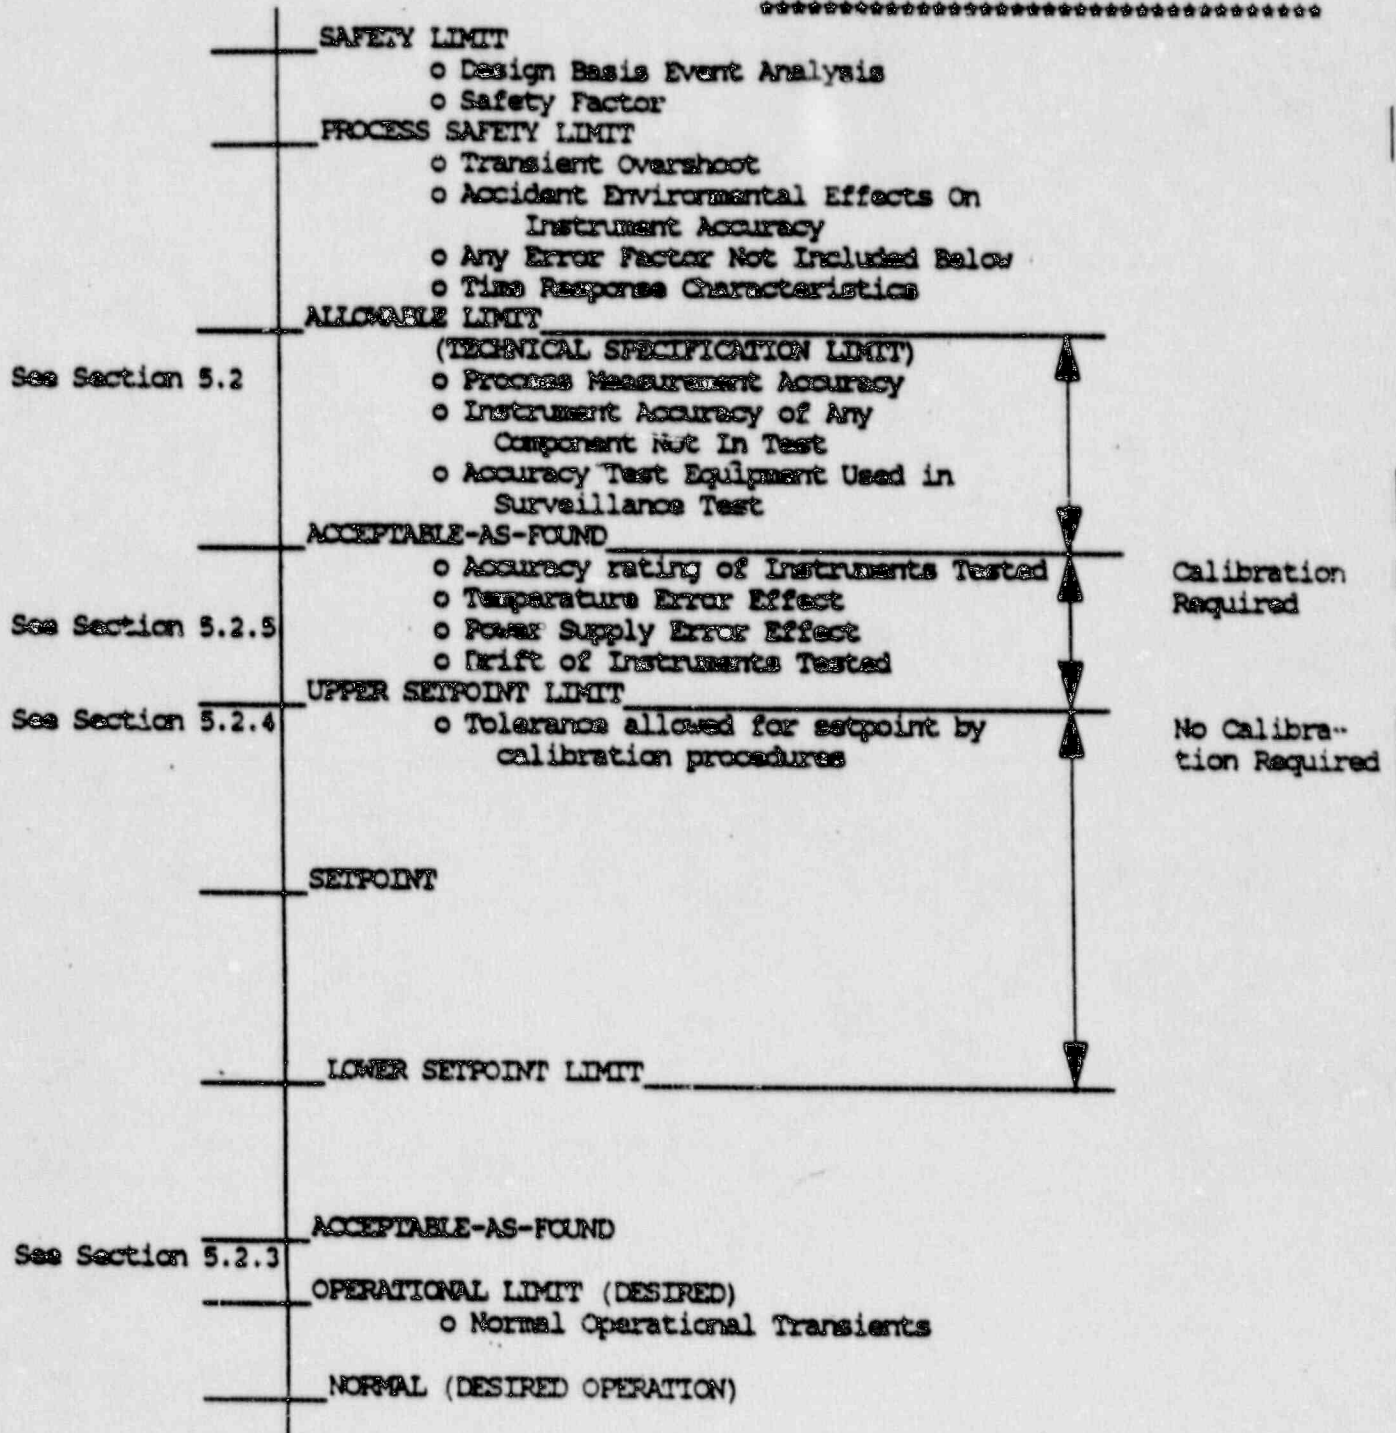 ************************************
SAFETY LIMIT
o Design Basis Event Analysis
o Safety Factor
PROCESS SAFETY LIMIT
o Transient Overshoot
o Accident Environmental Effects On
Instrument Accuracy
o Any Error Factor Not Included Below
o Time Response Characteristics
ALLOWABLE LIMIT
(TECHNICAL SPECIFICATION LIMIT)
See Section 5.2
o Process Measurement Accuracy
o Instrument Accuracy of Any
Component Not In Test
o Accuracy Test Equipment Used in
Surveillance Test
ACCEPTABLE-AS-FOUND
o Accuracy rating of Instruments Tested
Calibration
Required
o Temperature Error Effect
See Section 5.2.5
o Power Supply Error Effect
o Drift of Instruments Tested
UPPER SETPOINT LIMIT
See Section 5.2.4
o Tolerance allowed for setpoint by
calibration procedures
No Calibra-
tion Required
SETPOINT
LOWER SETPOINT LIMIT
ACCEPTABLE-AS-FOUND
See Section 5.2.3
OPERATIONAL LIMIT (DESIRED)
o Normal Operational Transients
NORMAL (DESIRED OPERATION)